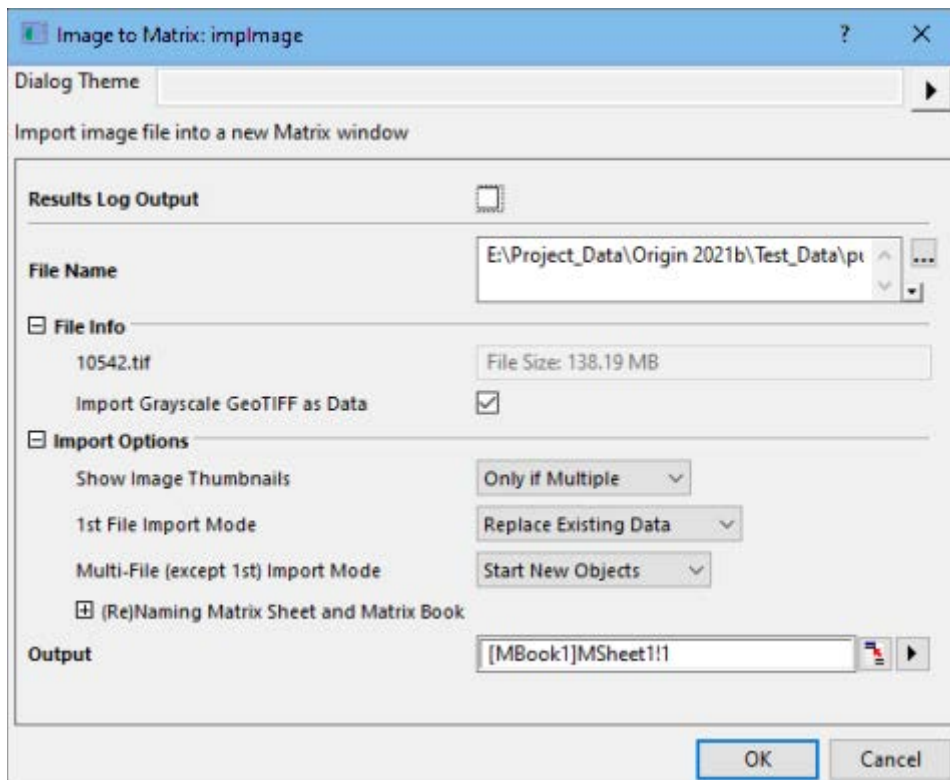 Image to Matrix: impImage
Dialog Theme
Import image file into a new Matrix window
Results Log Output
File Name E:\Project_Data\Origin 2021b\Test_Data\pu ...
File Info
10542.tif File Size: 138.19 MB
Import Grayscale GeoTIFF as Data
Import Options
Show Image Thumbnails Only if Multiple
1st File Import Mode Replace Existing Data
Multi-File (except 1st) Import Mode Start New Objects
(Re)Naming Matrix Sheet and Matrix Book
Output [MBook1]MSheet1!1
OK Cancel